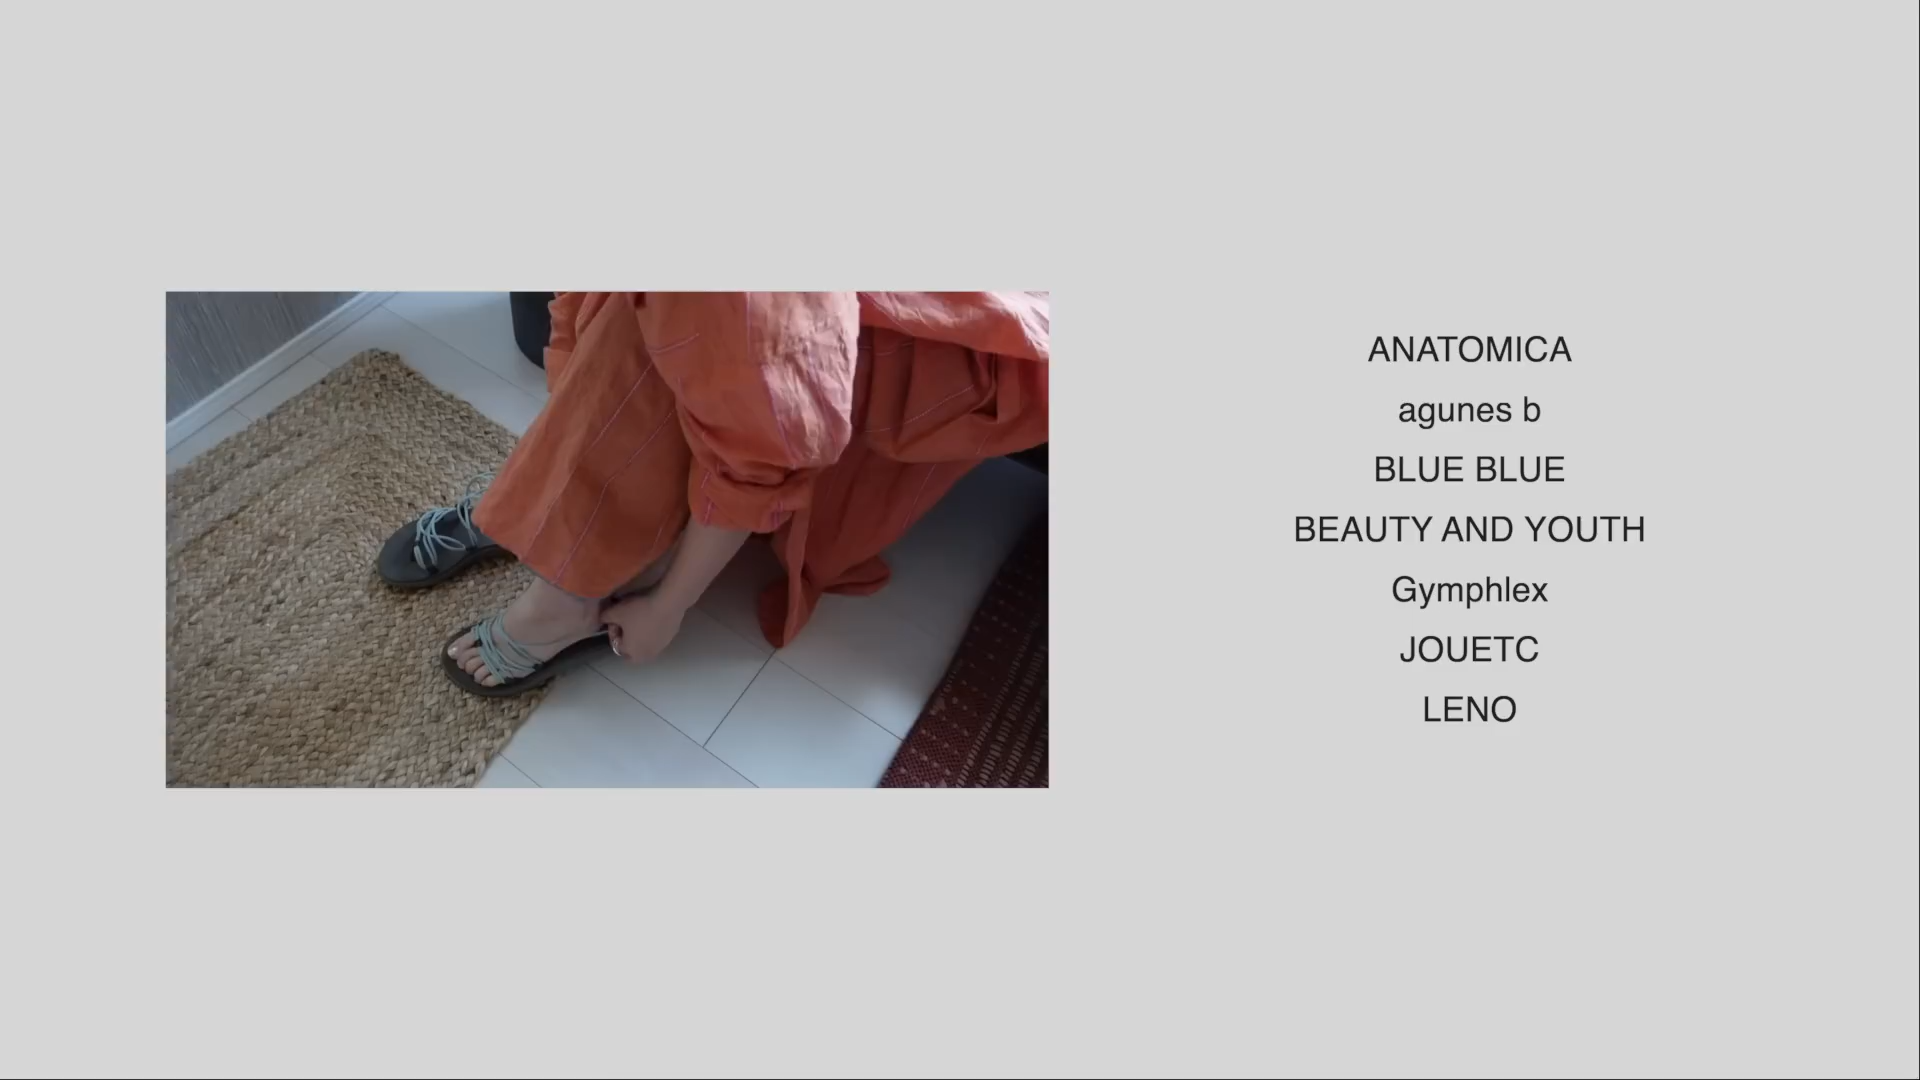 ANATOMICA
agunes b
BLUE BLUE
BEAUTY AND YOUTH
Gymphlex
JOUETC
LENO